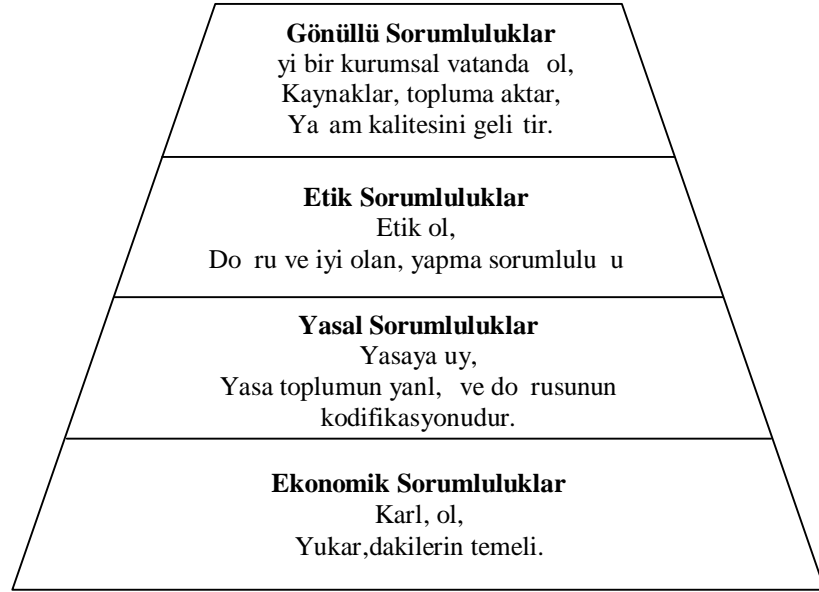 Gönüllü Sorumluluklar
yi bir kurumsal vatanda ol,
Kaynaklar, topluma aktar,
Ya am kalitesini geli tir.
Etik Sorumluluklar
Etik ol,
Do ru ve iyi olan, yapma sorumlulu u
Yasal Sorumluluklar
Yasaya uy,
Yasa toplumun yanl, ve do rusunun
kodifikasyonudur.
Ekonomik Sorumluluklar
Karl, ol,
Yukar,dakilerin temeli.